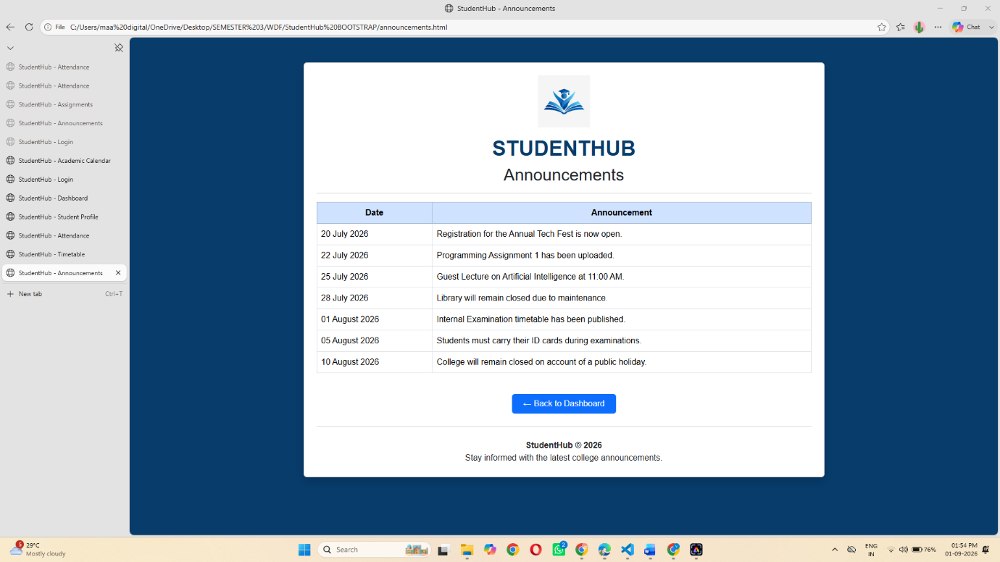 StudentHub - Announcements
File C:/Users/maa%20digital/OneDrive/Desktop/SEMESTER%203/WDF/StudentHub%20BOOTSTRAP/announcements.html
Chat
StudentHub - Attendance
StudentHub - Attendance
StudentHub - Assignments
StudentHub - Announcements
StudentHub - Login
StudentHub - Academic Calendar
StudentHub - Login
StudentHub - Dashboard
StudentHub - Student Profile
StudentHub - Attendance
StudentHub - Timetable
StudentHub - Announcements
New tab Ctrl+T
STUDENTHUB
Announcements
Date Announcement
20 July 2026 Registration for the Annual Tech Fest is now open.
22 July 2026 Programming Assignment 1 has been uploaded.
25 July 2026 Guest Lecture on Artificial Intelligence at 11:00 AM.
28 July 2026 Library will remain closed due to maintenance.
01 August 2026 Internal Examination timetable has been published.
05 August 2026 Students must carry their ID cards during examinations.
10 August 2026 College will remain closed on account of a public holiday.
← Back to Dashboard
StudentHub © 2026
Stay informed with the latest college announcements.
5
29°C
Mostly cloudy
Search
2
ENG
IN
76%
01:54 PM
01-09-2026